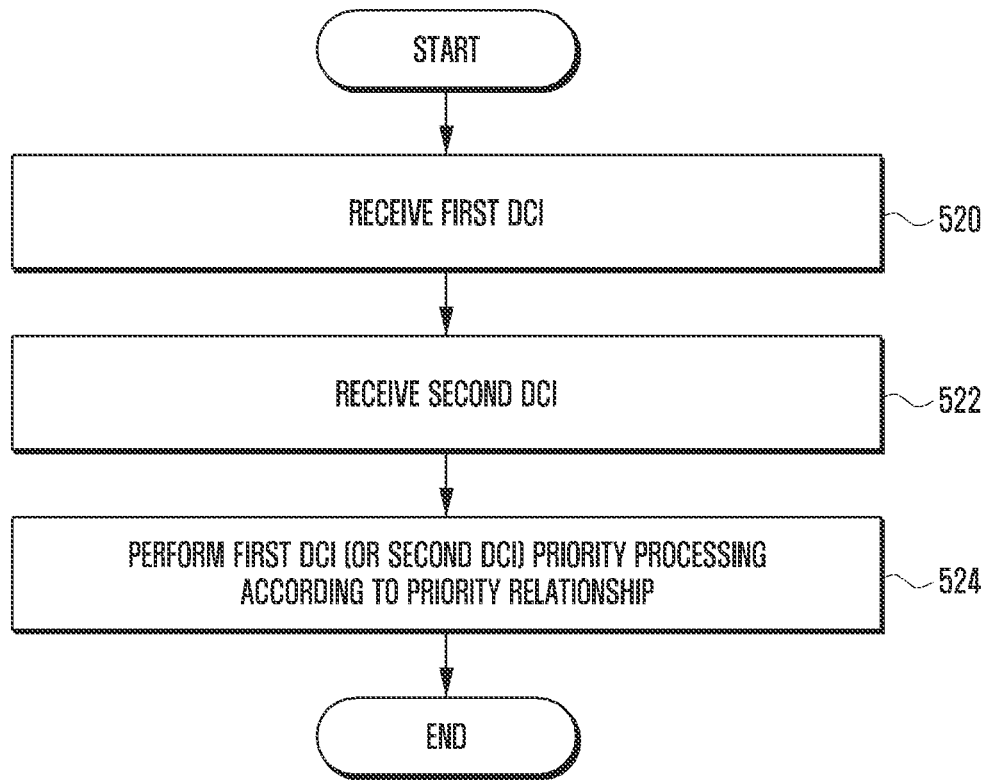 START
RECEIVE FIRST DCI
520
RECEIVE SECOND DCI
522
PERFORM FIRST DCI (OR SECOND DCI) PRIORITY PROCESSING
ACCORDING TO PRIORITY RELATIONSHIP
524
END